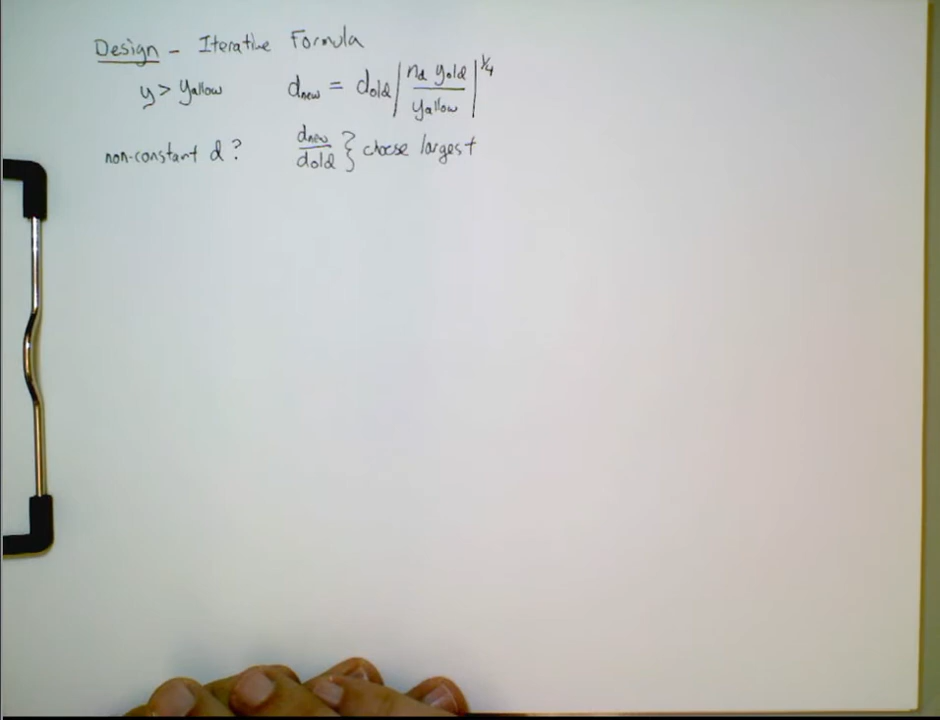 Design - Iterative Formula
y > yallow dnew = dold |nd yold / yallow|^1/4
non-constant d? dnew / dold } choose largest